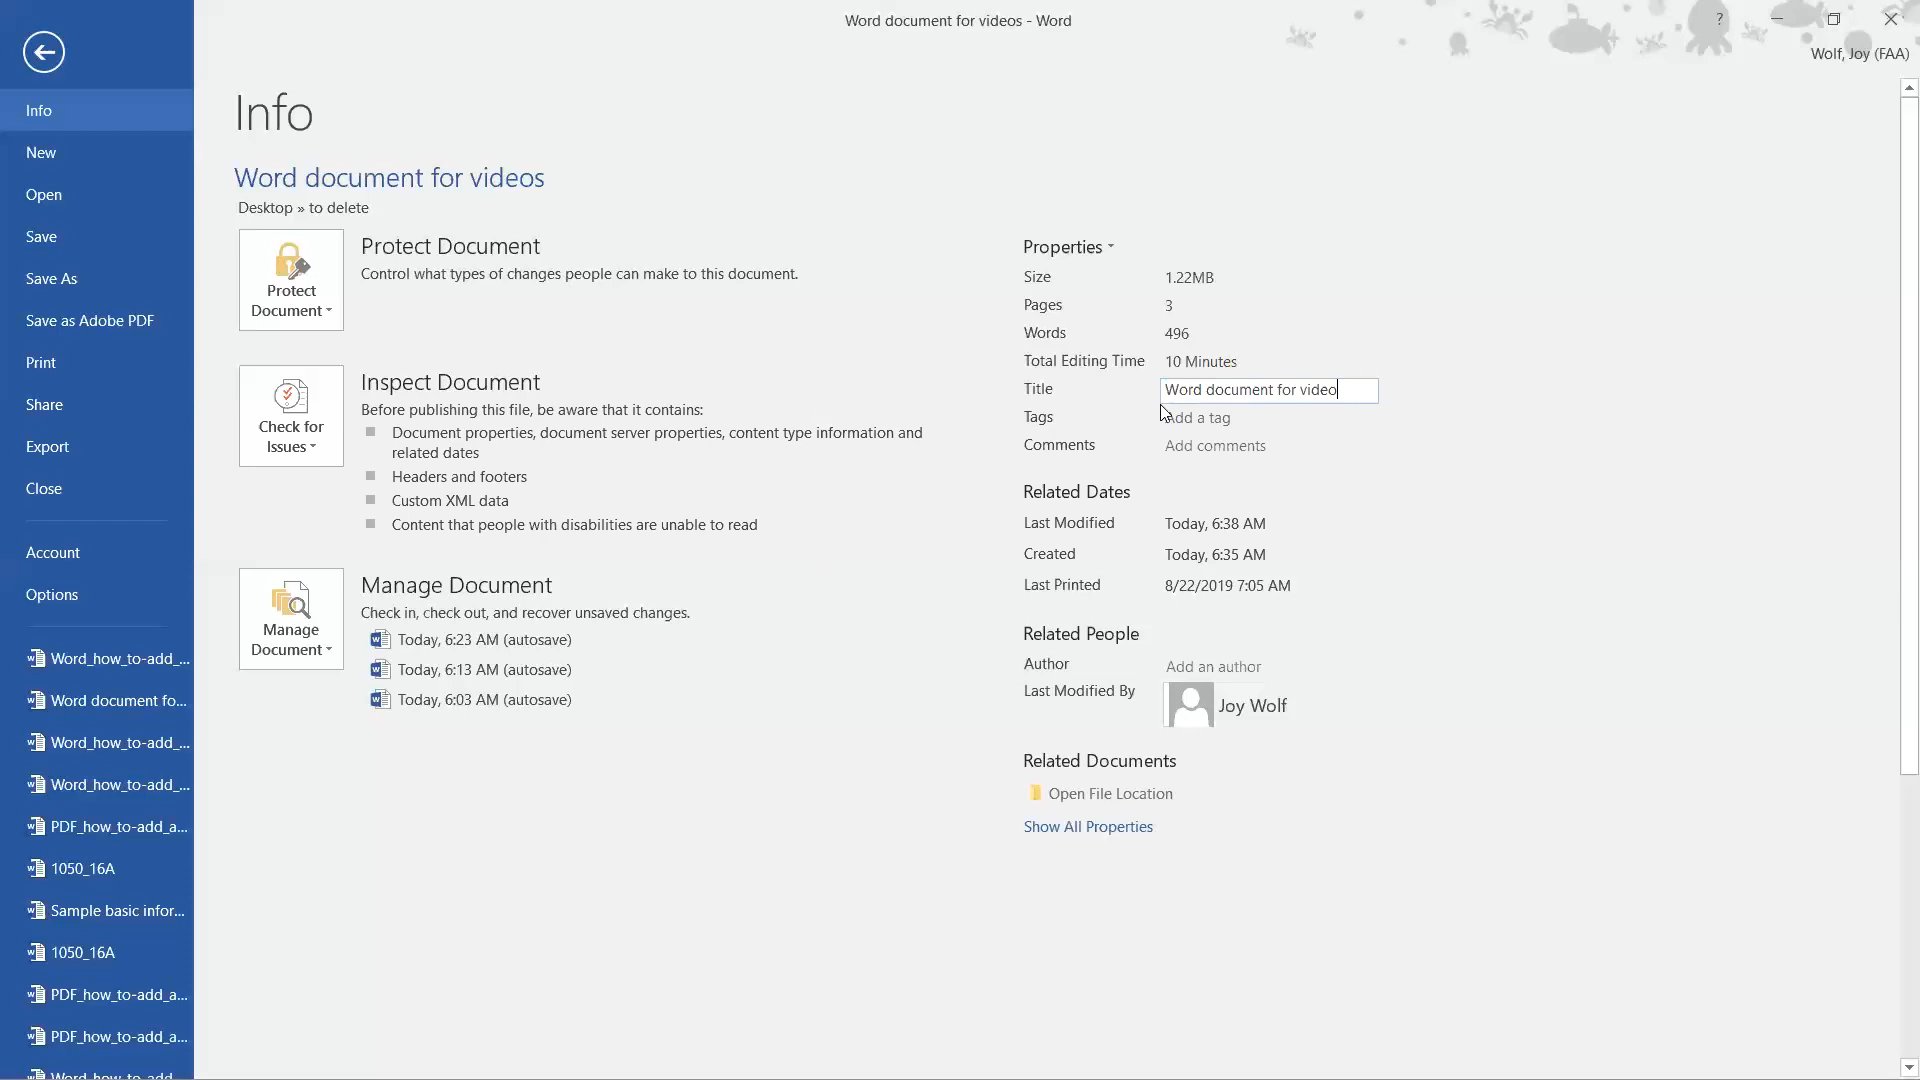 Word document for videos - Word
?
Wolf, Joy (FAA)
Info
New
Open
Save
Save As
Save as Adobe PDF
Print
Share
Export
Close
Account
Options
Word_how_to-add_...
Word document fo...
Word_how_to-add_...
Word_how_to-add_...
PDF_how_to-add_a...
1050_16A
Sample basic infor...
1050_16A
PDF_how_to-add_a...
PDF_how_to-add_a...
Word_how_to-add_...
Info
Word document for videos
Desktop » to delete
Protect
Document
Protect Document
Control what types of changes people can make to this document.
Check for
Issues
Inspect Document
Before publishing this file, be aware that it contains:
Document properties, document server properties, content type information and
related dates
Headers and footers
Custom XML data
Content that people with disabilities are unable to read
Manage
Document
Manage Document
Check in, check out, and recover unsaved changes.
Today, 6:23 AM (autosave)
Today, 6:13 AM (autosave)
Today, 6:03 AM (autosave)
Properties
Size 1.22MB
Pages 3
Words 496
Total Editing Time 10 Minutes
Title Word document for video
Tags Add a tag
Comments Add comments
Related Dates
Last Modified Today, 6:38 AM
Created Today, 6:35 AM
Last Printed 8/22/2019 7:05 AM
Related People
Author Add an author
Last Modified By Joy Wolf
Related Documents
Open File Location
Show All Properties